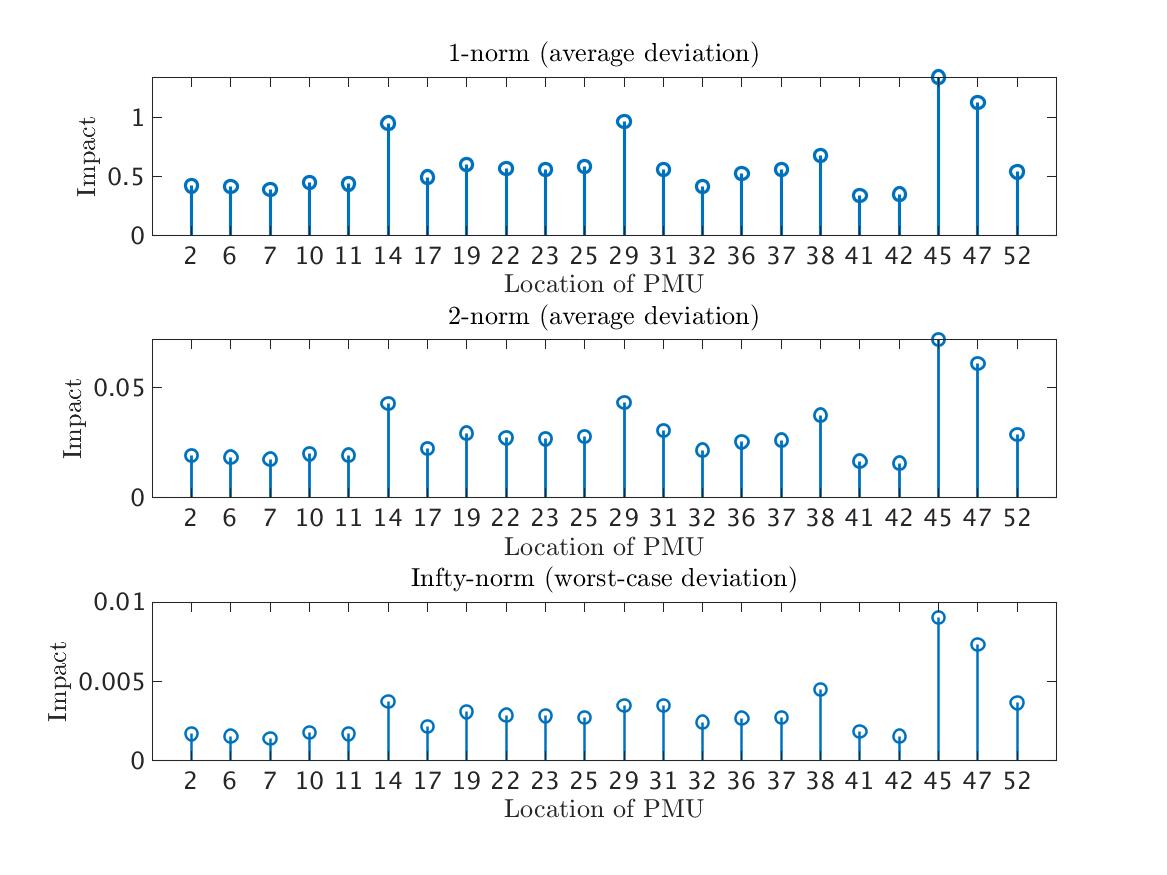 1-norm (average deviation)
Impact
1
0.5
0
2 6 7 10 11 14 17 19 22 23 25 29 31 32 36 37 38 41 42 45 47 52
Location of PMU
2-norm (average deviation)
Impact
0.05
0
2 6 7 10 11 14 17 19 22 23 25 29 31 32 36 37 38 41 42 45 47 52
Location of PMU
Infty-norm (worst-case deviation)
Impact
0.01
0.005
0
2 6 7 10 11 14 17 19 22 23 25 29 31 32 36 37 38 41 42 45 47 52
Location of PMU